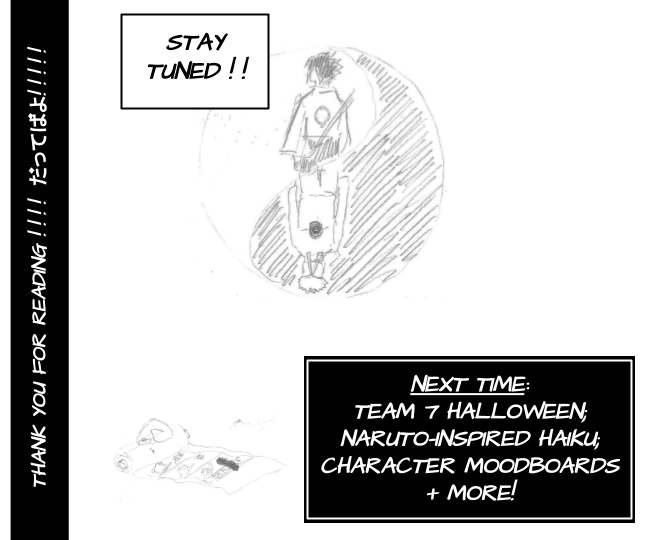 THANK YOU FOR READING !!!! だってばよ!!!!!
STAY
TUNED !!
NEXT TIME:
TEAM 7 HALLOWEEN;
NARUTO-INSPIRED HAIKU;
CHARACTER MOODBOARDS
+ MORE!